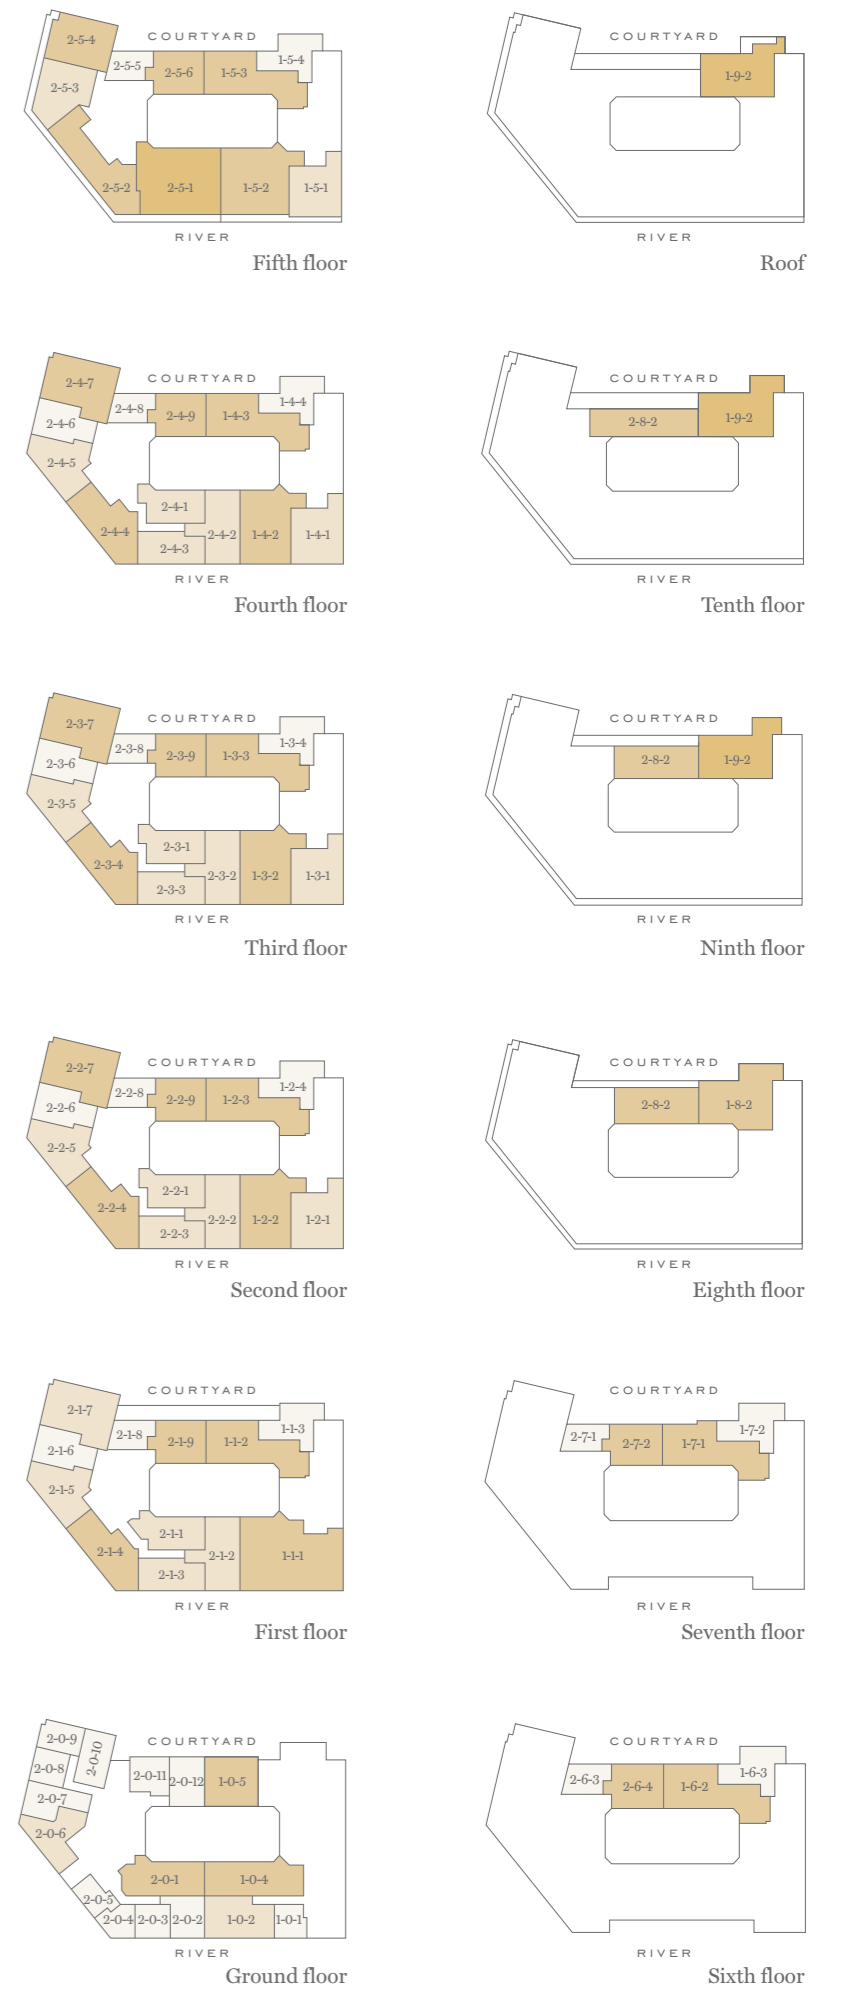 COURTYARD
2-5-4
2-5-5
2-5-6
1-5-3
1-5-4
2-5-3
2-5-2
2-5-1
1-5-2
1-5-1
RIVER
Fifth floor
COURTYARD
1-9-2
RIVER
Roof
COURTYARD
2-4-7
2-4-8
2-4-9
1-4-3
1-4-4
2-4-6
2-4-5
2-4-1
2-4-4
2-4-2
1-4-2
1-4-1
2-4-3
RIVER
Fourth floor
COURTYARD
2-8-2
1-9-2
RIVER
Tenth floor
COURTYARD
2-3-7
2-3-8
2-3-9
1-3-3
1-3-4
2-3-6
2-3-5
2-3-1
2-3-4
2-3-2
1-3-2
1-3-1
2-3-3
RIVER
Third floor
COURTYARD
2-8-2
1-9-2
RIVER
Ninth floor
COURTYARD
2-2-7
2-2-8
2-2-9
1-2-3
1-2-4
2-2-6
2-2-5
2-2-1
2-2-4
2-2-2
1-2-2
1-2-1
2-2-3
RIVER
Second floor
COURTYARD
2-8-2
1-8-2
RIVER
Eighth floor
COURTYARD
2-1-7
2-1-8
2-1-9
1-1-2
1-1-3
2-1-6
2-1-5
2-1-1
2-1-4
2-1-2
1-1-1
2-1-3
RIVER
First floor
COURTYARD
2-7-1
2-7-2
1-7-1
1-7-2
RIVER
Seventh floor
COURTYARD
2-0-9
2-0-10
2-0-8
2-0-11
2-0-12
1-0-5
2-0-7
2-0-6
2-0-1
1-0-4
2-0-5
2-0-4
2-0-3
2-0-2
1-0-2
1-0-1
RIVER
Ground floor
COURTYARD
2-6-3
2-6-4
1-6-2
1-6-3
RIVER
Sixth floor